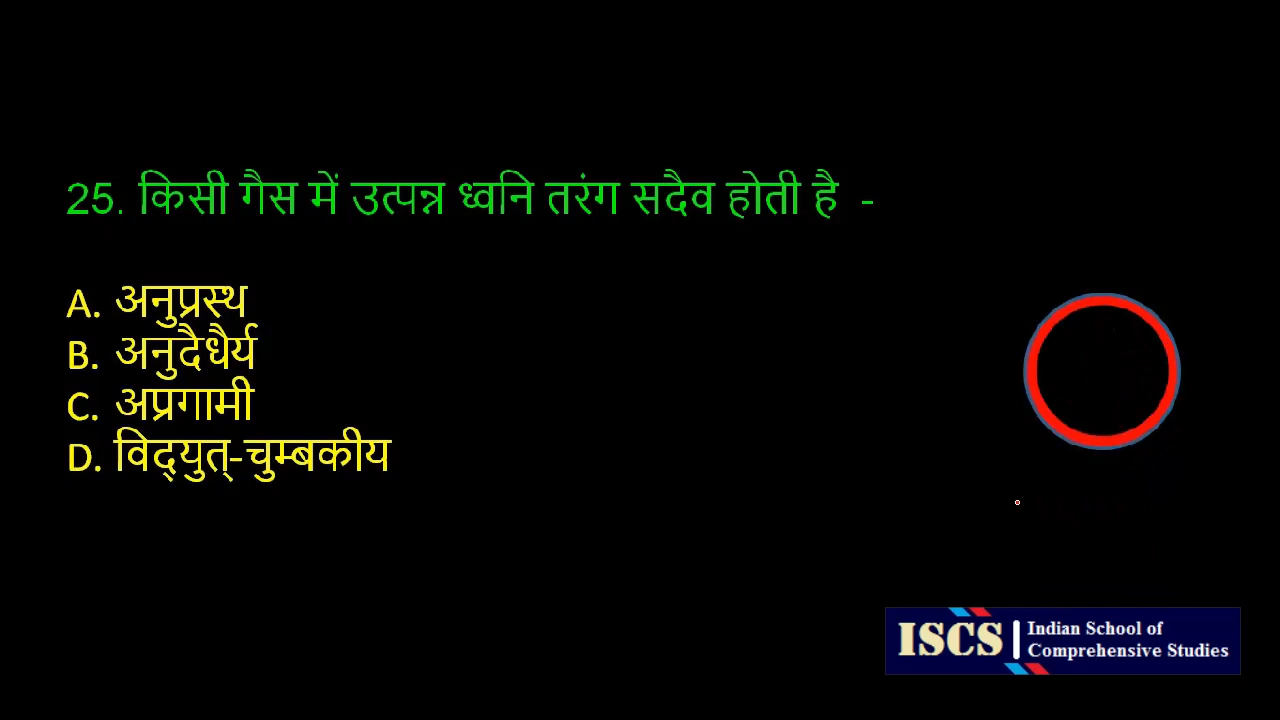 25. किसी गैस में उत्पन्न ध्वनि तरंग सदैव होती है -
A. अनुप्रस्थ
B. अनुदैधैर्य
C. अप्रगामी
D. विद्युत्-चुम्बकीय
ISCS
Indian School of
Comprehensive Studies